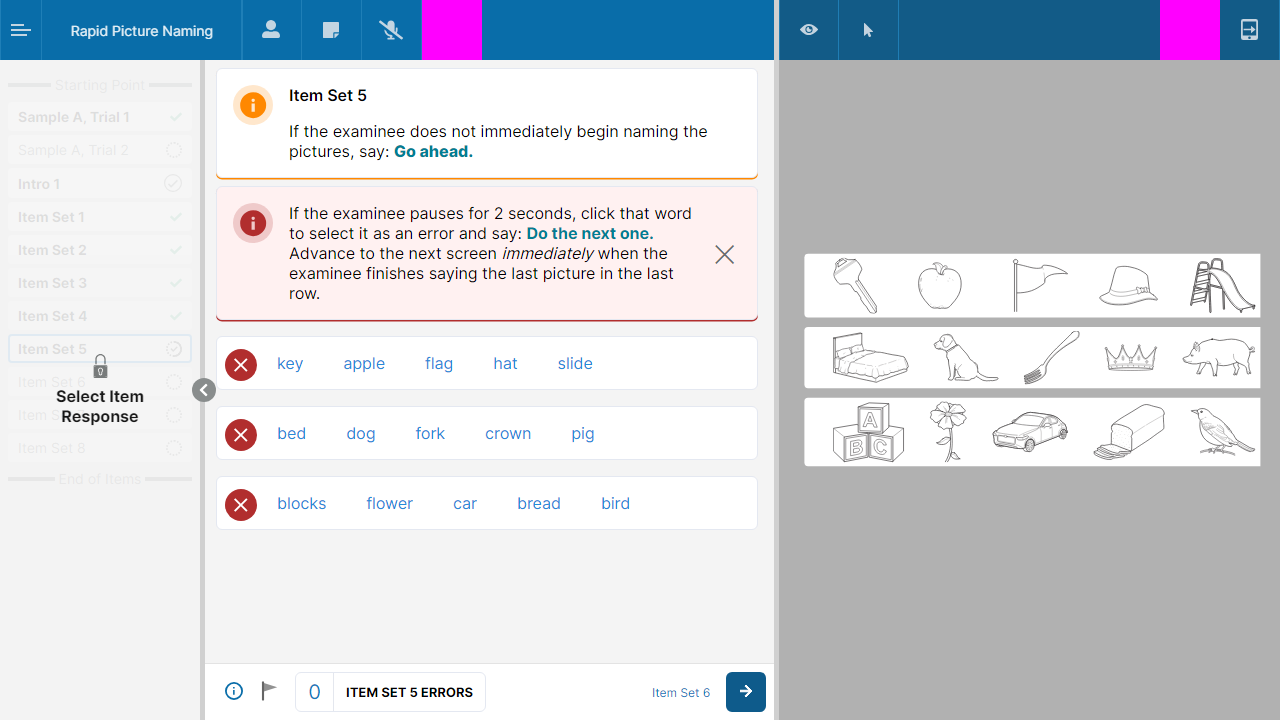 Rapid Picture Naming
Starting Point
Sample A, Trial 1
Sample A, Trial 2
Intro 1
Item Set 1
Item Set 2
Item Set 3
Item Set 4
Item Set 5
Item Set 6
Select Item
Response
Item Set 8
End of Items
Item Set 5
If the examinee does not immediately begin naming the
pictures, say: Go ahead.
If the examinee pauses for 2 seconds, click that word
to select it as an error and say: Do the next one.
Advance to the next screen immediately when the
examinee finishes saying the last picture in the last
row.
key apple flag hat slide
bed dog fork crown pig
blocks flower car bread bird
0 ITEM SET 5 ERRORS
Item Set 6
A
B C